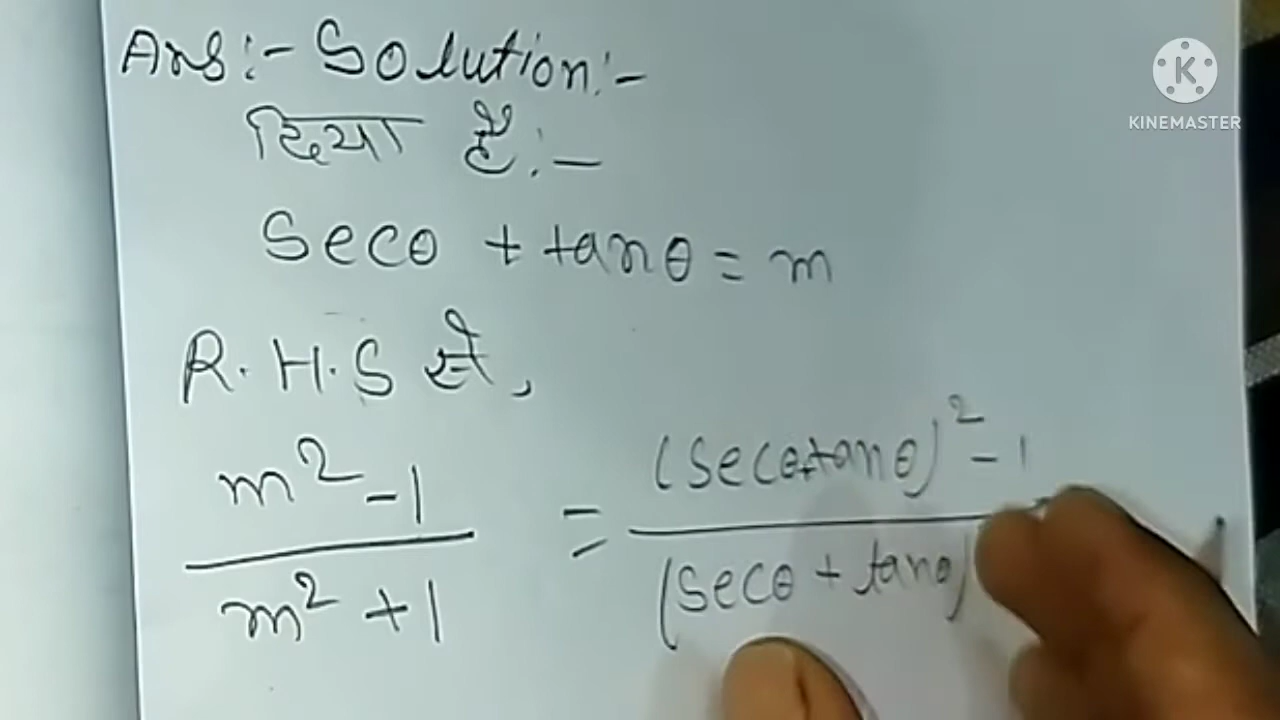 Ans:- Solution:-
K
KINEMASTER
दिया है:-
Secθ + tanθ = m
R.H.S से,
m² - 1 / m² + 1 = (secθ+tanθ)² - 1 / (secθ + tanθ)